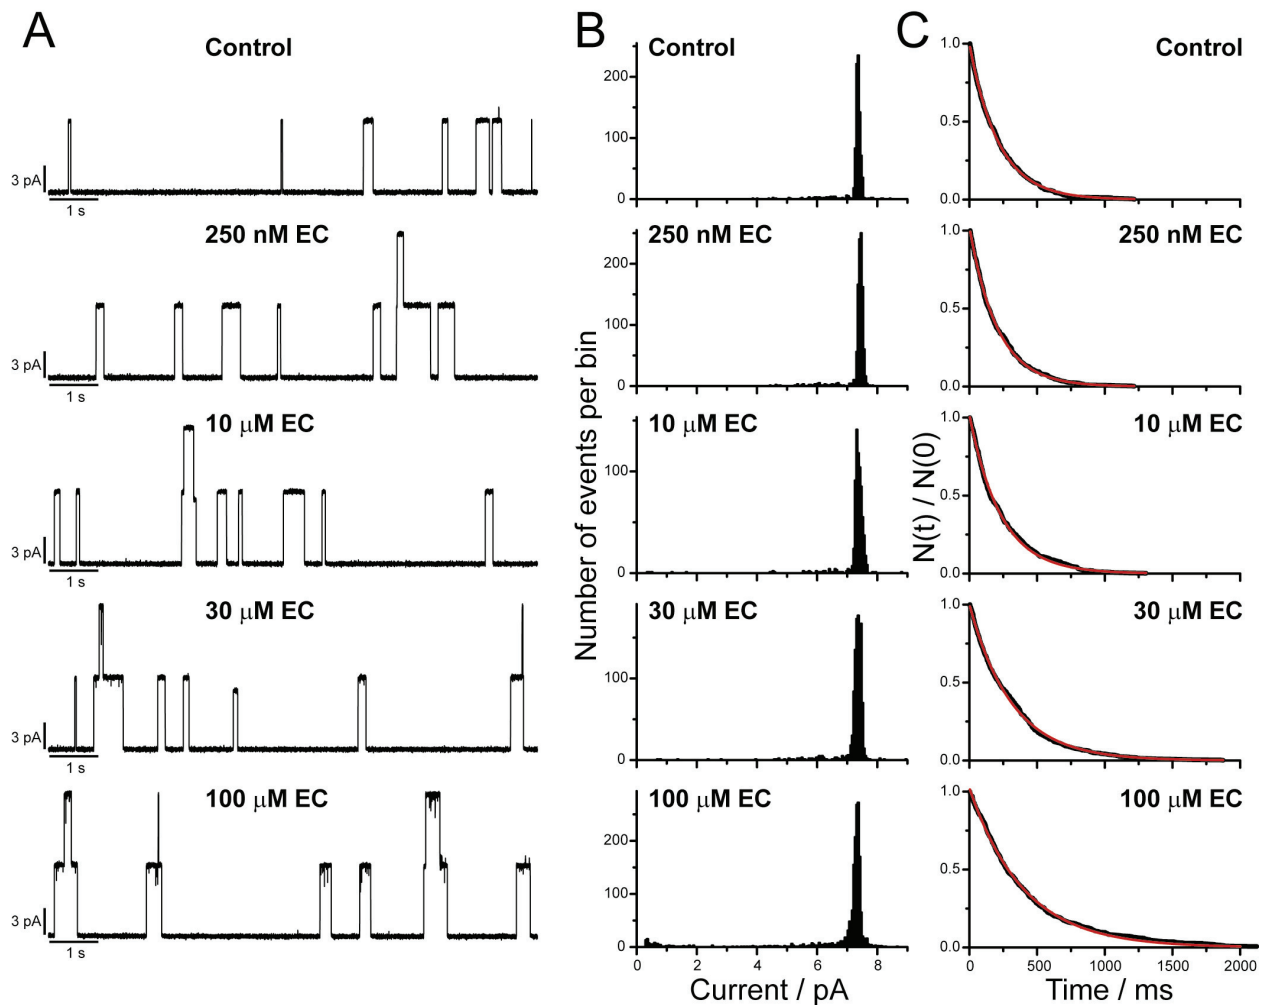 A
Control
3 pA
1 s
250 nM EC
3 pA
1 s
10 μM EC
3 pA
1 s
30 μM EC
3 pA
1 s
100 μM EC
3 pA
1 s
B
Number of events per bin
Control
200
100
0
250 nM EC
200
100
0
10 μM EC
100
0
30 μM EC
100
0
100 μM EC
200
100
0
0 2 4 6 8
Current / pA
C
N(t) / N(0)
Control
1.0
0.5
0.0
250 nM EC
1.0
0.5
0.0
10 μM EC
1.0
0.5
0.0
30 μM EC
1.0
0.5
0.0
100 μM EC
1.0
0.5
0.0
0 500 1000 1500 2000
Time / ms